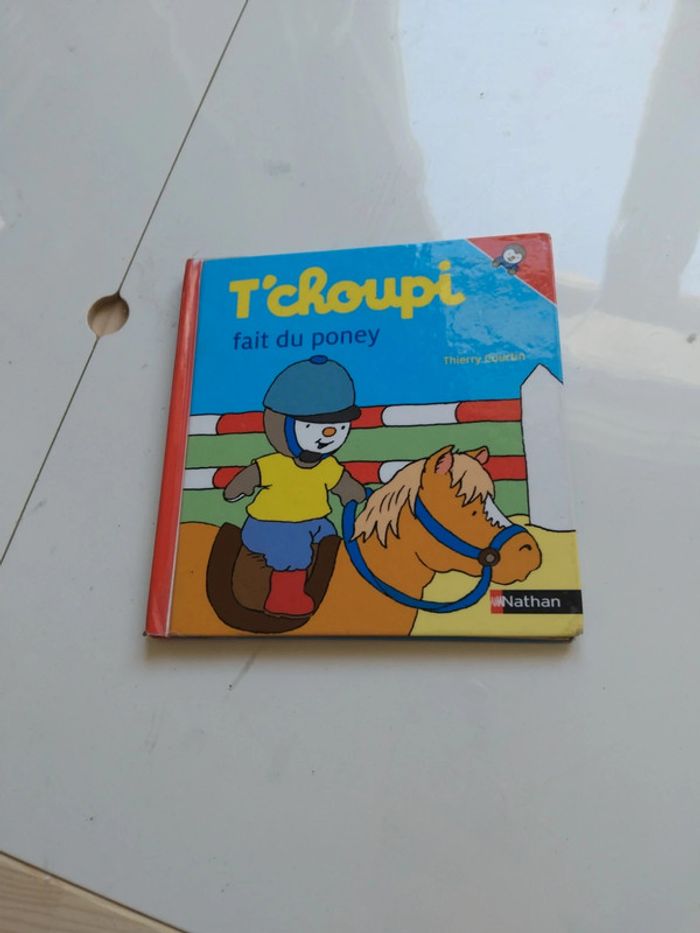 T'choupi
fait du poney
Thierry Courtin
Nathan